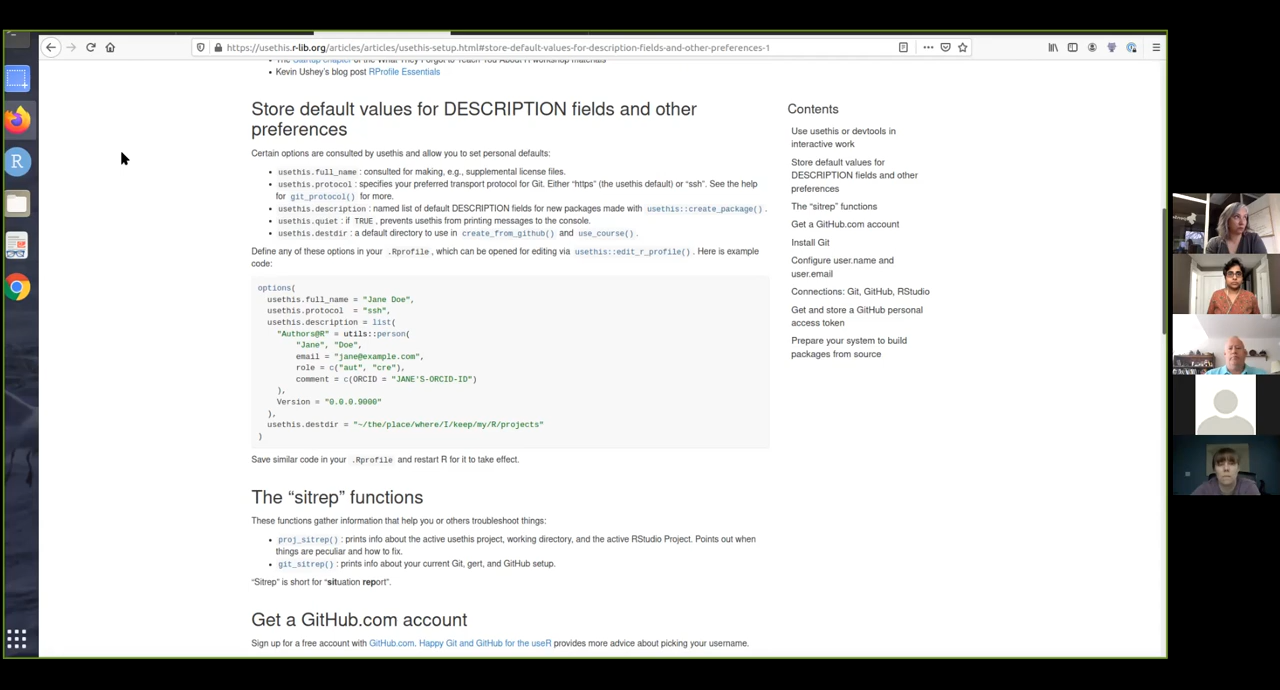 https://usethis.r-lib.org/articles/articles/usethis-setup.html#store-default-values-for-description-fields-and-other-preferences-1
The Startup chapter of the What They Forgot to Teach You About R workshop materials
Kevin Ushey's blog post RProfile Essentials
Store default values for DESCRIPTION fields and other
preferences
Certain options are consulted by usethis and allow you to set personal defaults:
usethis.full_name : consulted for making, e.g., supplemental license files.
usethis.protocol : specifies your preferred transport protocol for Git. Either “https” (the usethis default) or “ssh”. See the help
for git_protocol() for more.
usethis.description : named list of default DESCRIPTION fields for new packages made with usethis::create_package() .
usethis.quiet : if TRUE , prevents usethis from printing messages to the console.
usethis.destdir : a default directory to use in create_from_github() and use_course() .
Define any of these options in your .Rprofile , which can be opened for editing via usethis::edit_r_profile() . Here is example
code:
options(
usethis.full_name = "Jane Doe",
usethis.protocol = "ssh",
usethis.description = list(
"Authors@R" = utils::person(
"Jane", "Doe",
email = "jane@example.com",
role = c("aut", "cre"),
comment = c(ORCID = "JANE'S-ORCID-ID")
),
Version = "0.0.0.9000"
),
usethis.destdir = "~/the/place/where/I/keep/my/R/projects"
)
Save similar code in your .Rprofile and restart R for it to take effect.
The “sitrep” functions
These functions gather information that help you or others troubleshoot things:
proj_sitrep() : prints info about the active usethis project, working directory, and the active RStudio Project. Points out when
things are peculiar and how to fix.
git_sitrep() : prints info about your current Git, gert, and GitHub setup.
“Sitrep” is short for “situation report”.
Get a GitHub.com account
Sign up for a free account with GitHub.com. Happy Git and GitHub for the useR provides more advice about picking your username.
Contents
Use usethis or devtools in
interactive work
Store default values for
DESCRIPTION fields and other
preferences
The “sitrep” functions
Get a GitHub.com account
Install Git
Configure user.name and
user.email
Connections: Git, GitHub, RStudio
Get and store a GitHub personal
access token
Prepare your system to build
packages from source
R